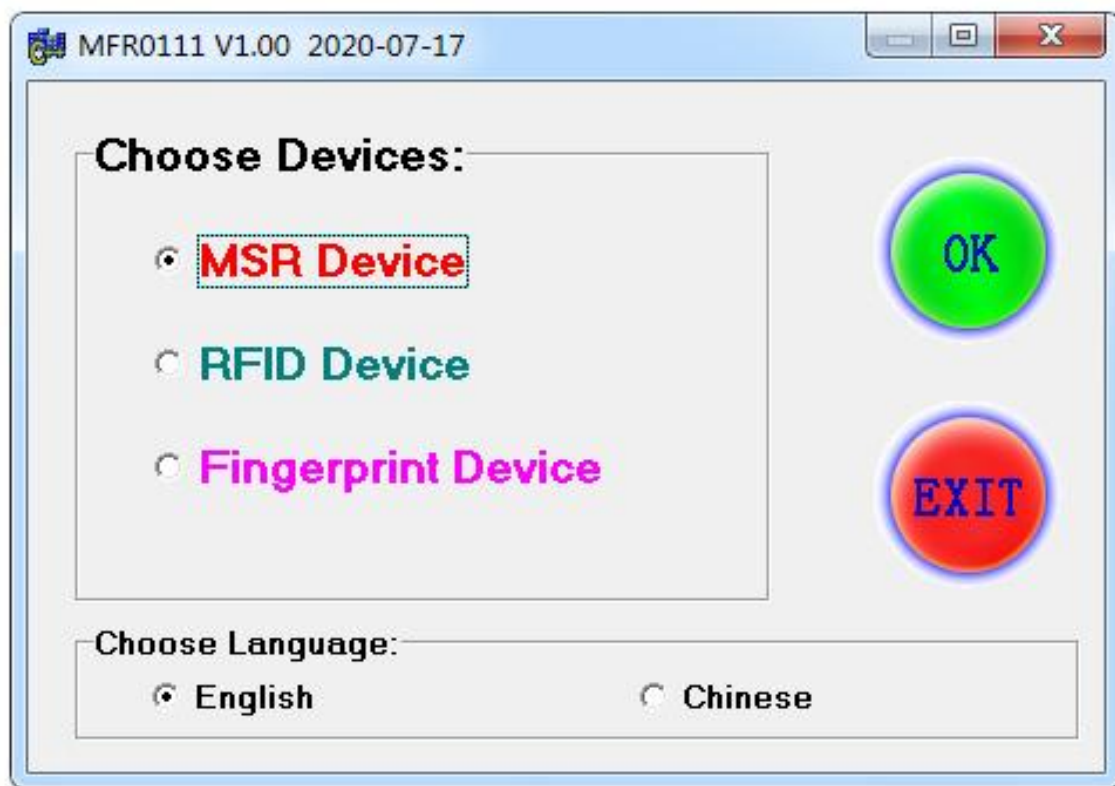 MFR0111 V1.00 2020-07-17
Choose Devices:
MSR Device
RFID Device
Fingerprint Device
OK
EXIT
Choose Language:
English
Chinese